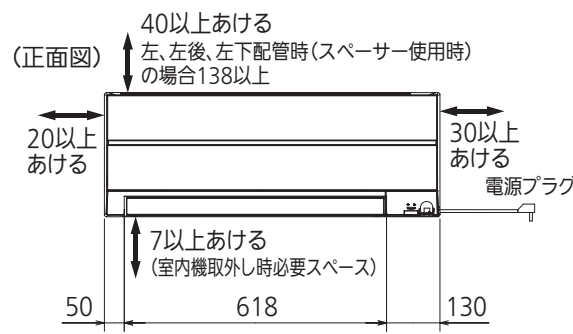 (正面図)
40以上あける
左、左後、左下配管時(スペーサー使用時)
の場合138以上
20以上
あける
30以上
あける
電源プラグ
7以上あける
(室内機取外し時必要スペース)
50
618
130